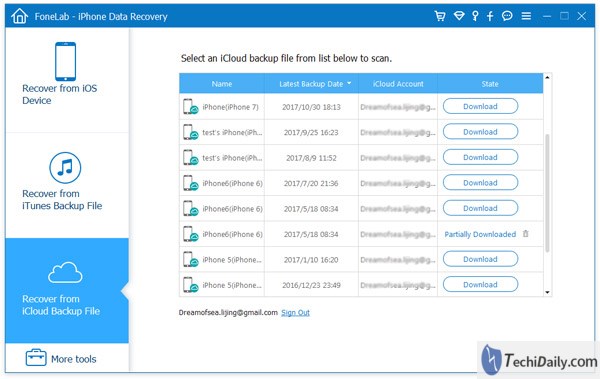 FoneLab - iPhone Data Recovery
Recover from iOS
Device
Recover from
iTunes Backup File
Recover from
iCloud Backup File
More tools
Select an iCloud backup file from list below to scan.
Name Latest Backup Date iCloud Account State
iPhone(iPhone 7) 2017/10/30 18:13 Dreamofsea.lijing@g... Download
test's iPhone(iPh... 2017/9/25 16:23 Dreamofsea.lijing@g... Download
test's iPhone(iPh... 2017/8/9 11:52 Dreamofsea.lijing@g... Download
iPhone6(iPhone 6) 2017/7/20 21:36 Dreamofsea.lijing@g... Download
iPhone6(iPhone 6) 2017/5/18 08:34 Dreamofsea.lijing@g... Download
iPhone6(iPhone 6) 2017/5/18 08:34 Dreamofsea.lijing@g... Partially Downloaded
iPhone 5(iPhone... 2017/1/10 16:20 Dreamofsea.lijing@g... Download
iPhone 5(iPhone... 2016/12/23 23:49 Dreamofsea.lijing@g... Download
Dreamofsea.lijing@gmail.com Sign Out
TechiDaily.com